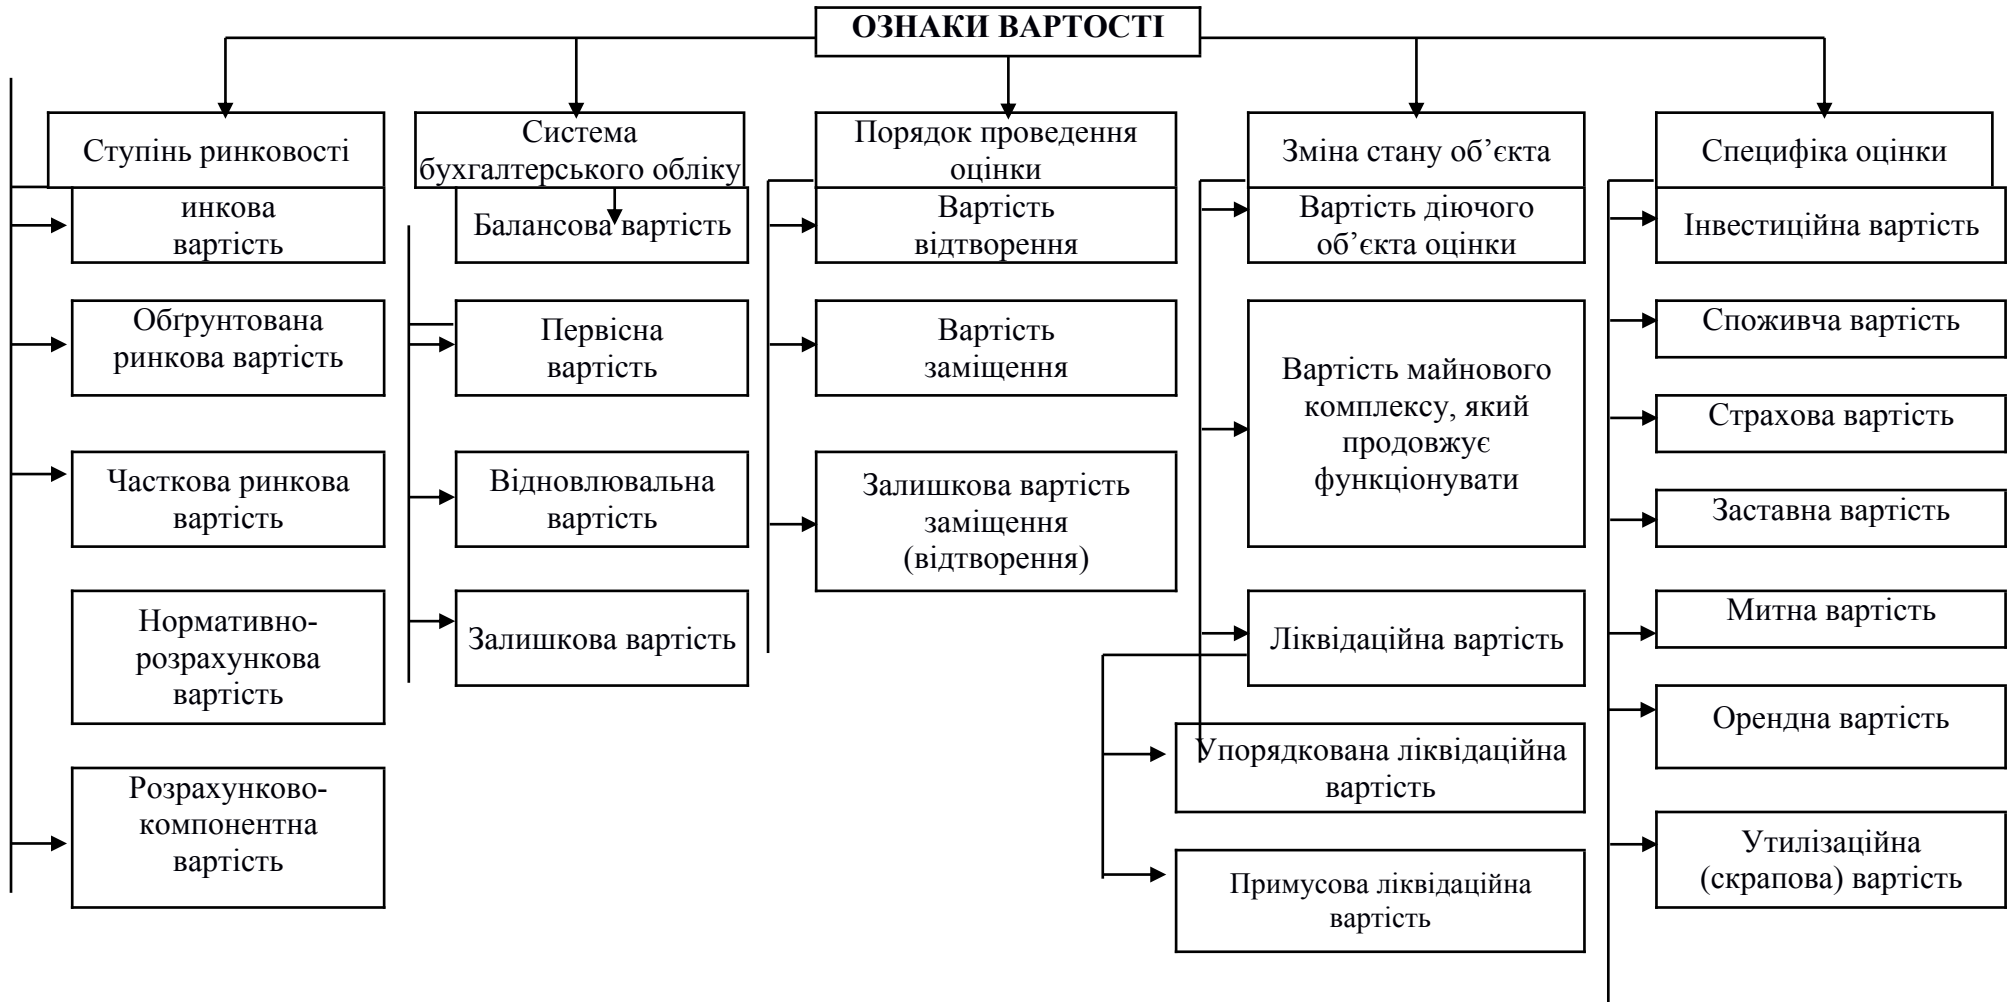 ОЗНАКИ ВАРТОСТІ
Ступінь ринковості
инкова
вартість
Обґрунтована
ринкова вартість
Часткова ринкова
вартість
Нормативно-
розрахункова
вартість
Розрахунково-
компонентна
вартість
Система
бухгалтерського обліку
Балансова вартість
Первісна
вартість
Відновлювальна
вартість
Залишкова вартість
Порядок проведення
оцінки
Вартість
відтворення
Вартість
заміщення
Залишкова вартість
заміщення
(відтворення)
Зміна стану об’єкта
Вартість діючого
об’єкта оцінки
Вартість майнового
комплексу, який
продовжує
функціонувати
Ліквідаційна вартість
Упорядкована ліквідаційна
вартість
Примусова ліквідаційна
вартість
Специфіка оцінки
Інвестиційна вартість
Споживча вартість
Страхова вартість
Заставна вартість
Митна вартість
Орендна вартість
Утилізаційна
(скрапова) вартість